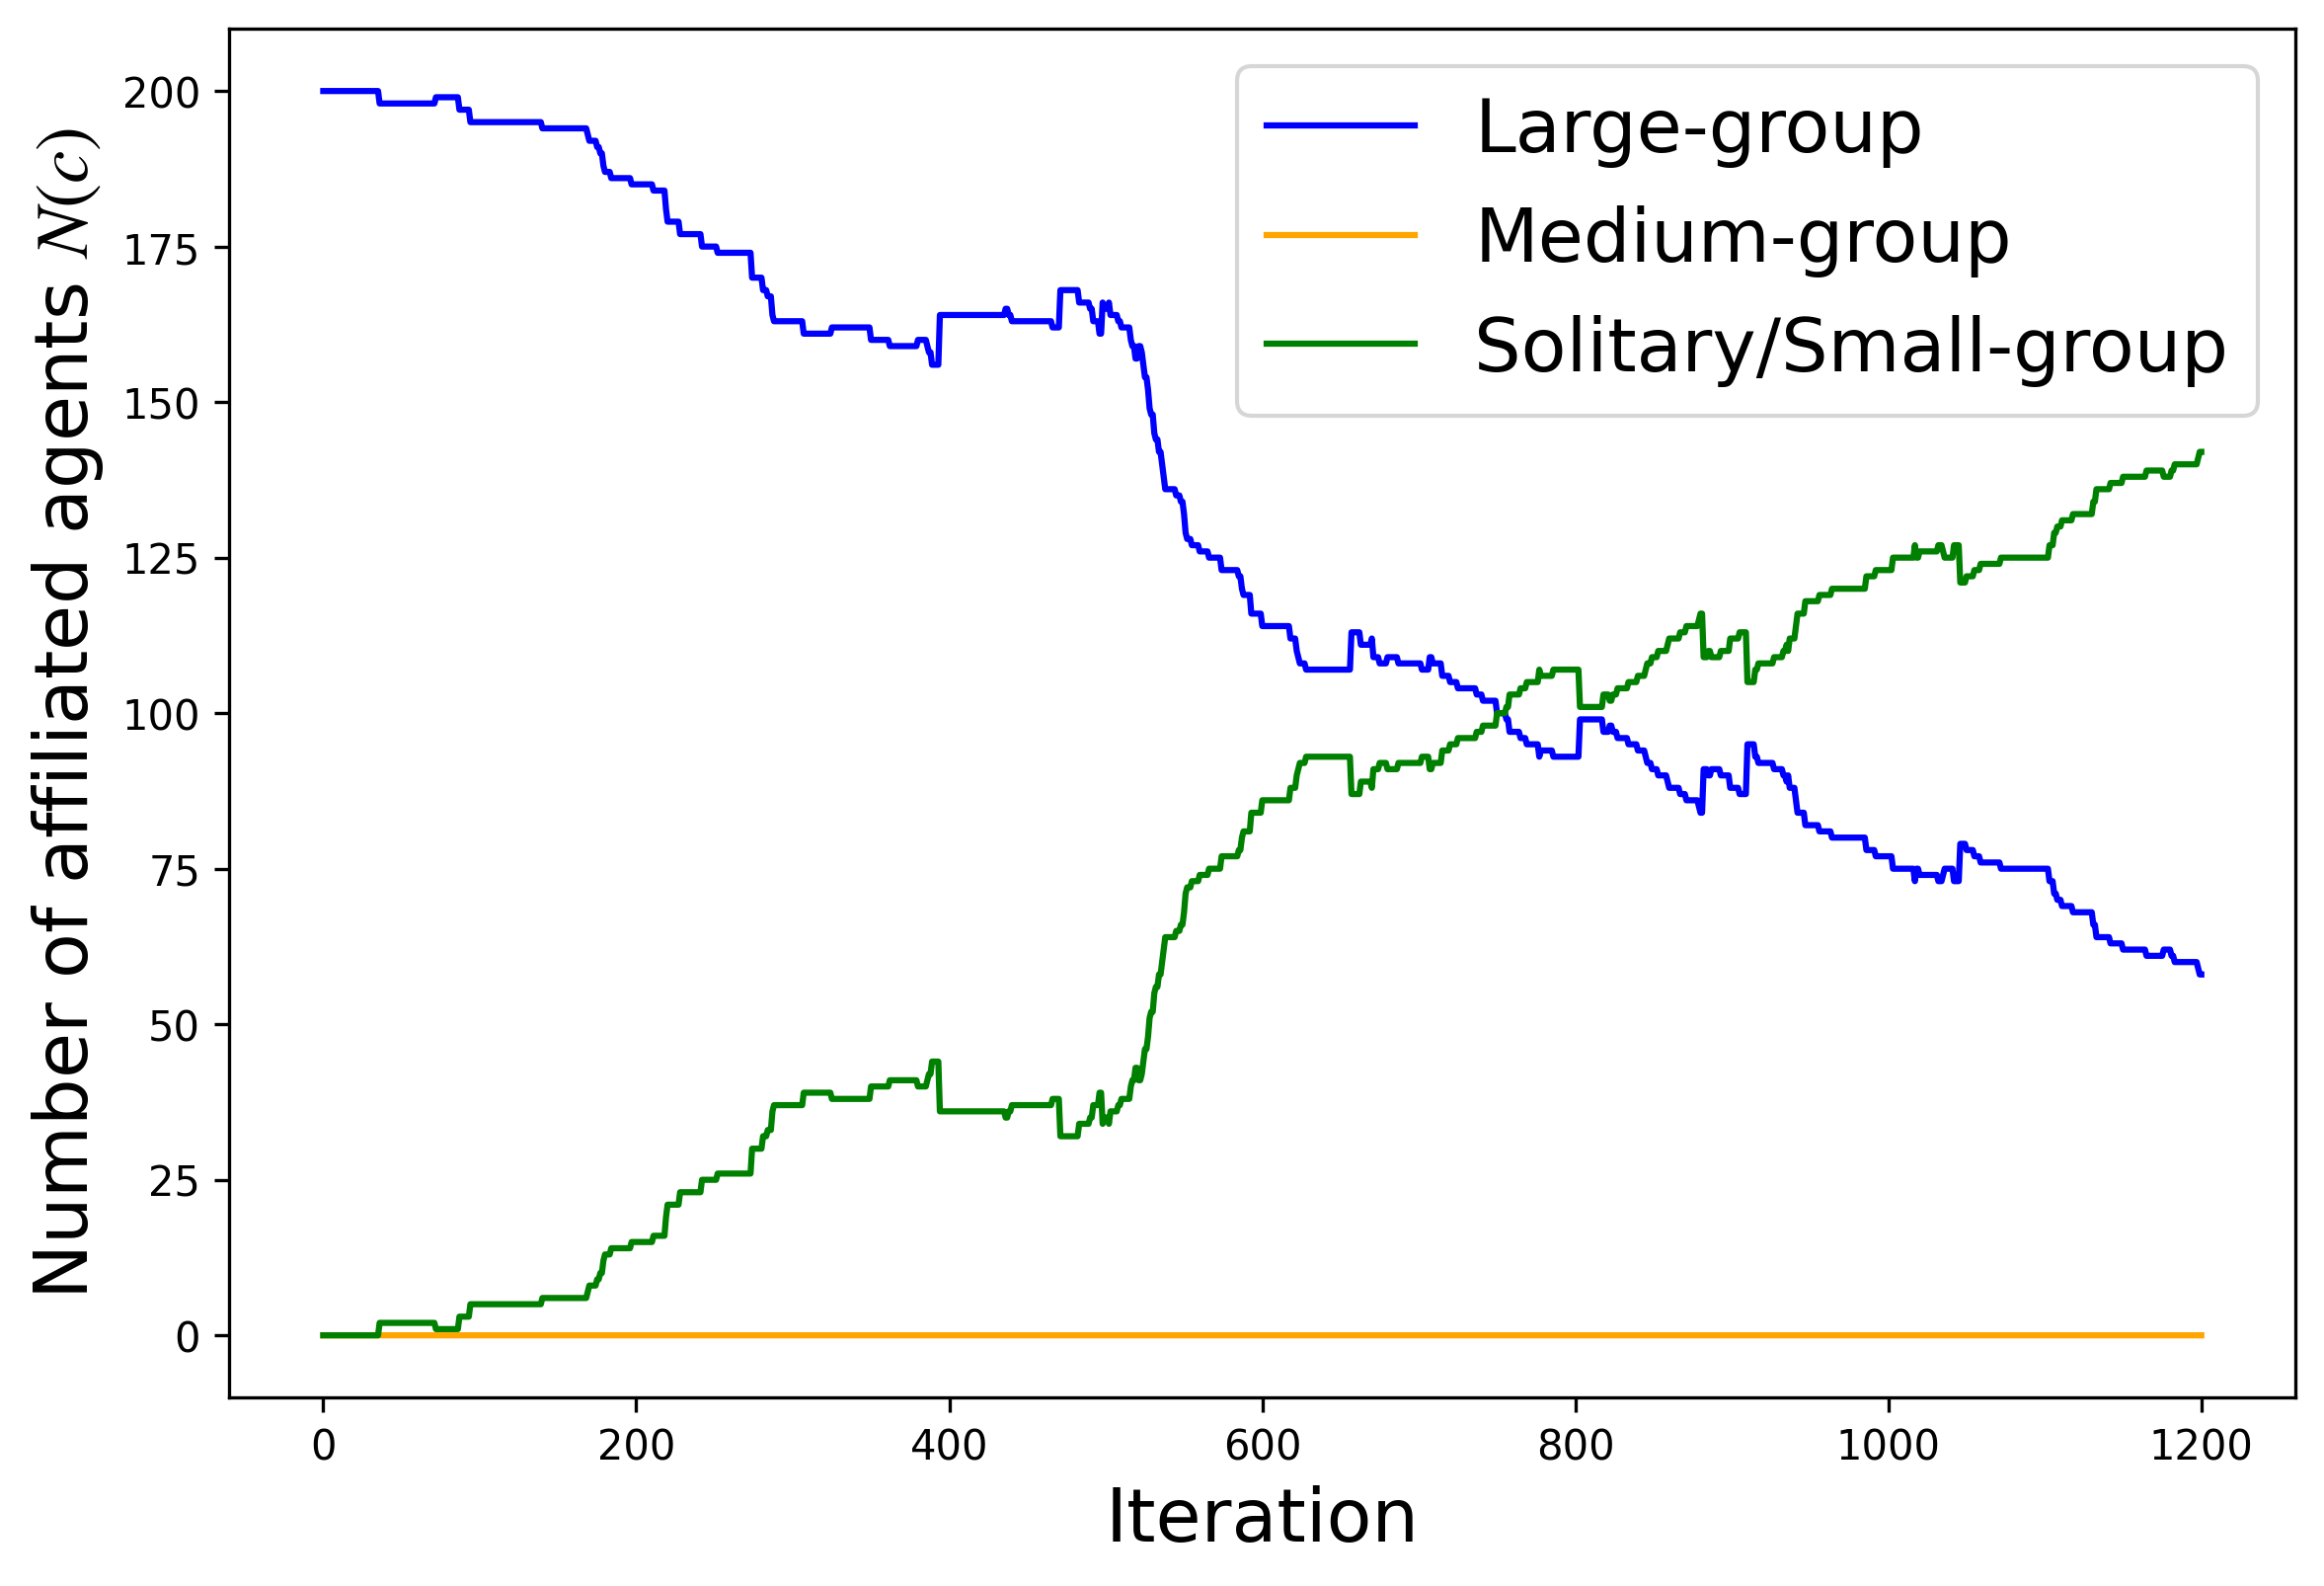 Number of affiliated agents N(c)
200
175
150
125
100
75
50
25
0
Large-group
Medium-group
Solitary/Small-group
0 200 400 600 800 1000 1200
Iteration